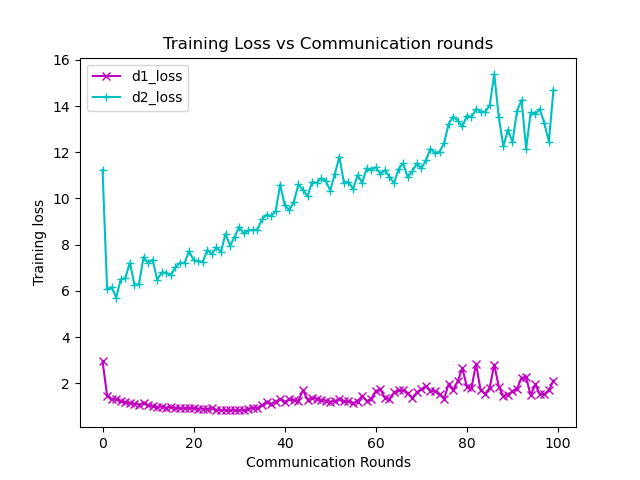 Training Loss vs Communication rounds
d1_loss
d2_loss
16
14
12
10
8
6
4
2
Training loss
0 20 40 60 80 100
Communication Rounds